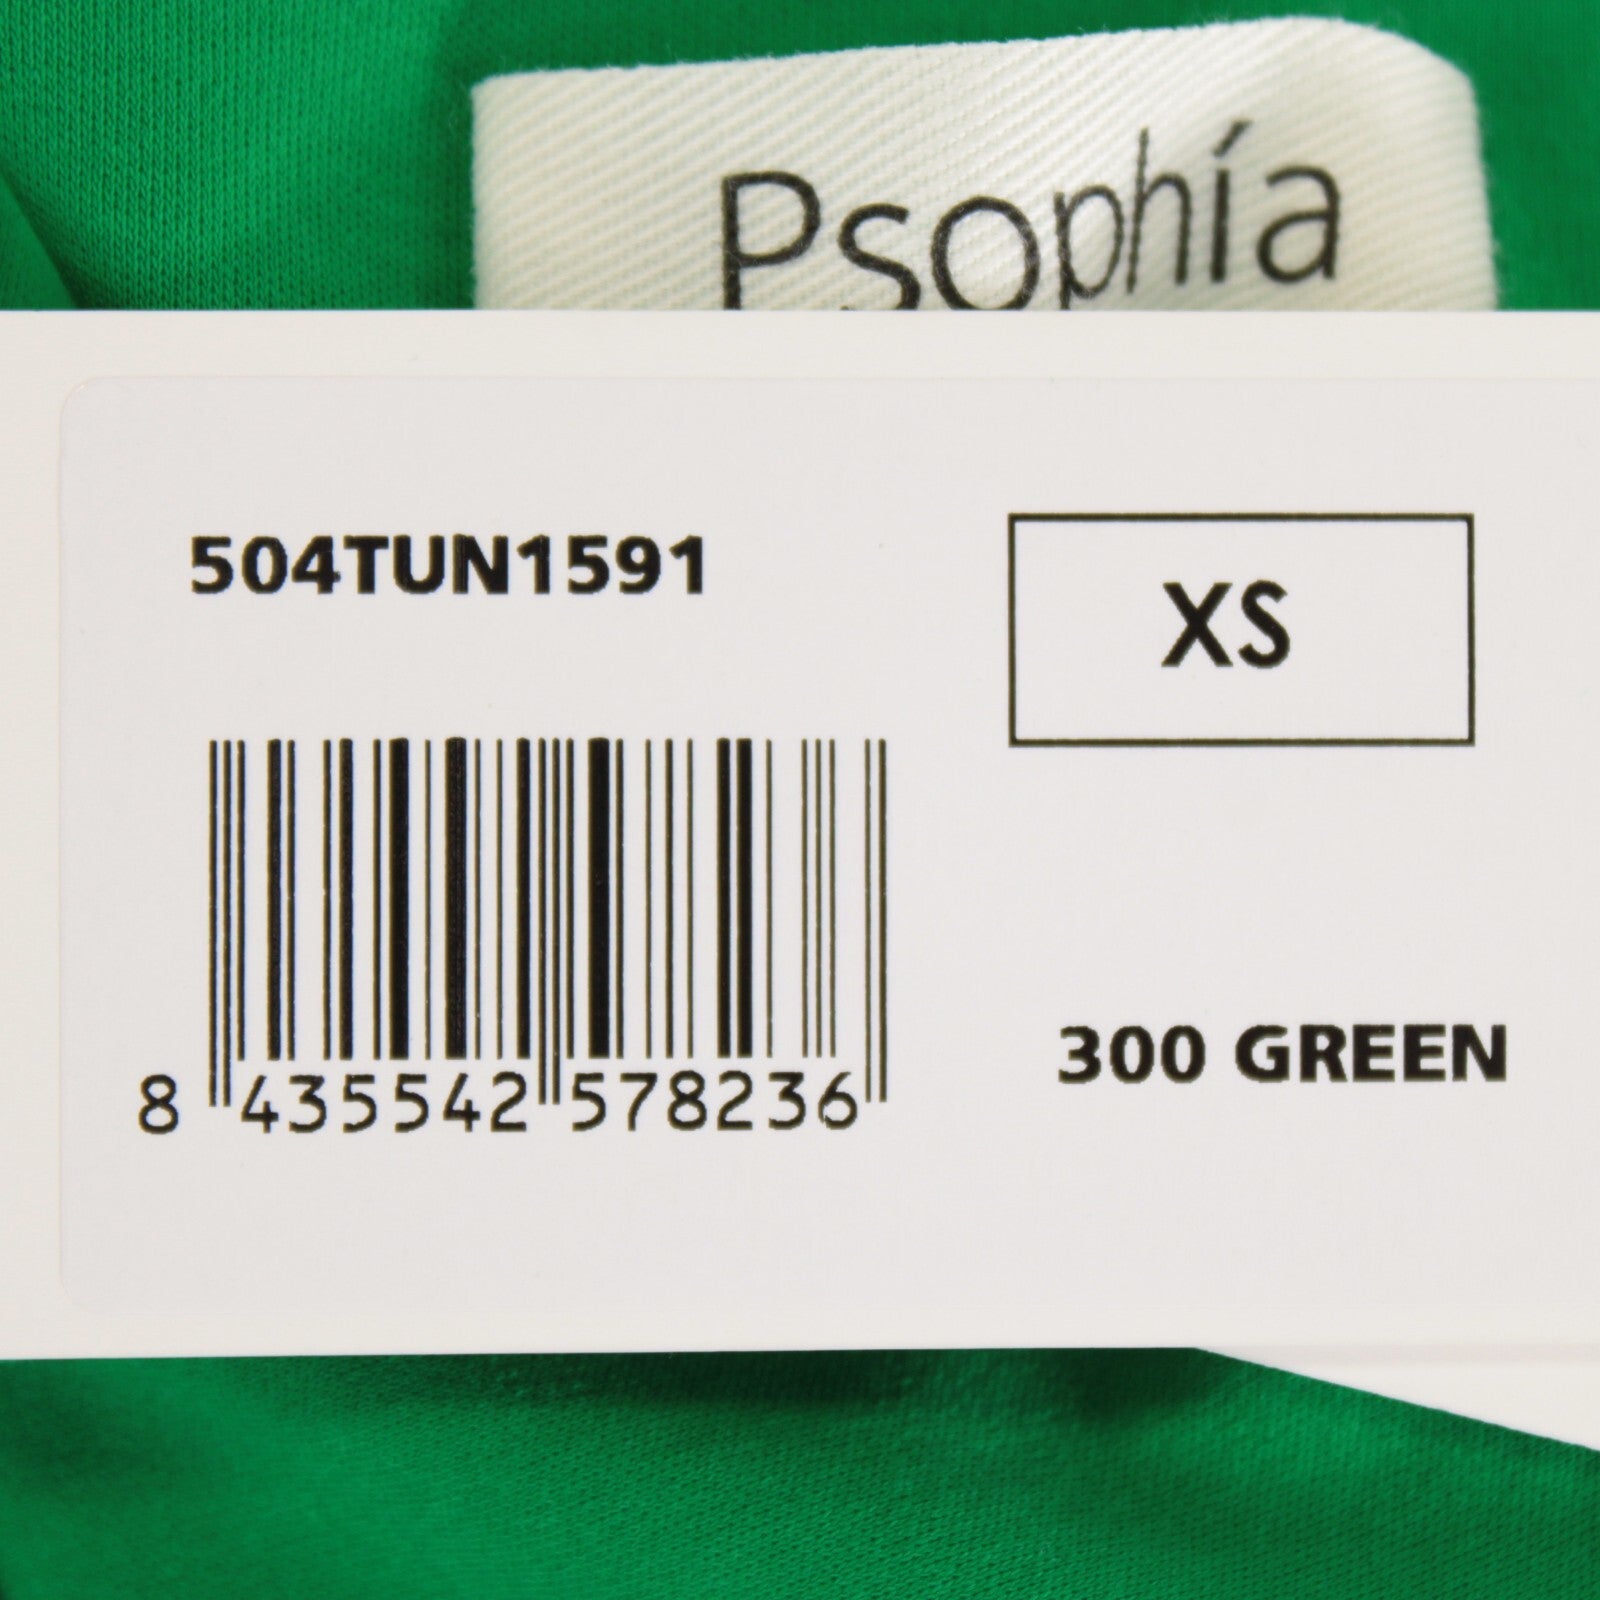 Psophía
504TUN1591
XS
8 435542 578236
300 GREEN